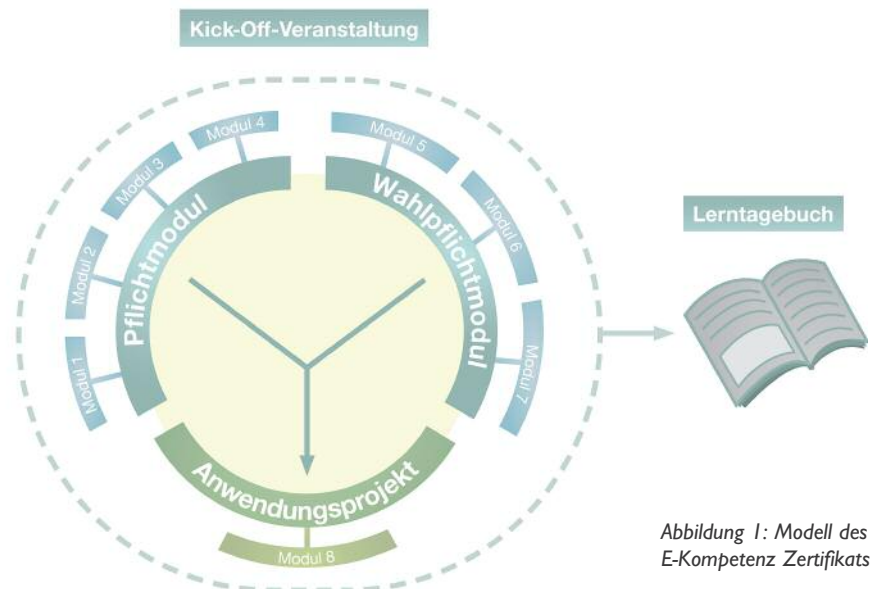 Kick-Off-Veranstaltung
Modul 1
Modul 2
Modul 3
Modul 4
Pflichtmodul
Modul 5
Modul 6
Modul 7
Wahlpflichtmodul
Anwendungsprojekt
Modul 8
Lerntagebuch
Abbildung 1: Modell des
E-Kompetenz Zertifikats